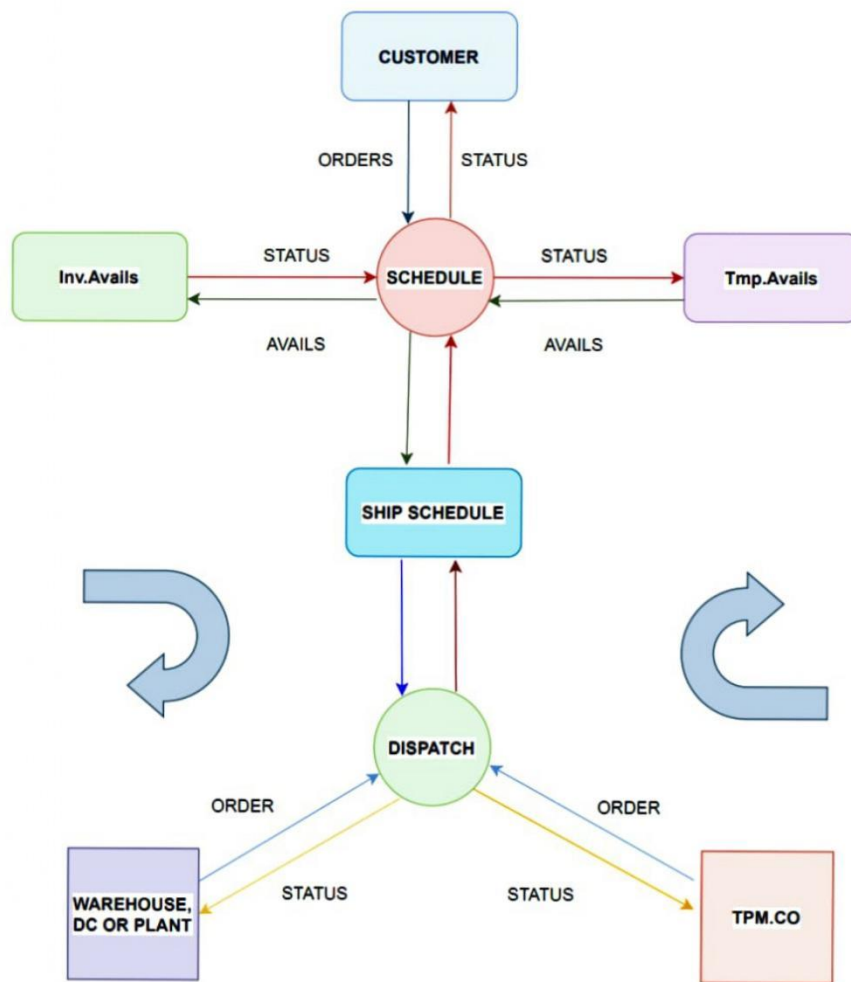 CUSTOMER
ORDERS
STATUS
Inv.Avails
STATUS
SCHEDULE
STATUS
Tmp.Avails
AVAILS
AVAILS
SHIP SCHEDULE
DISPATCH
ORDER
ORDER
WAREHOUSE,
DC OR PLANT
STATUS
STATUS
TPM.CO